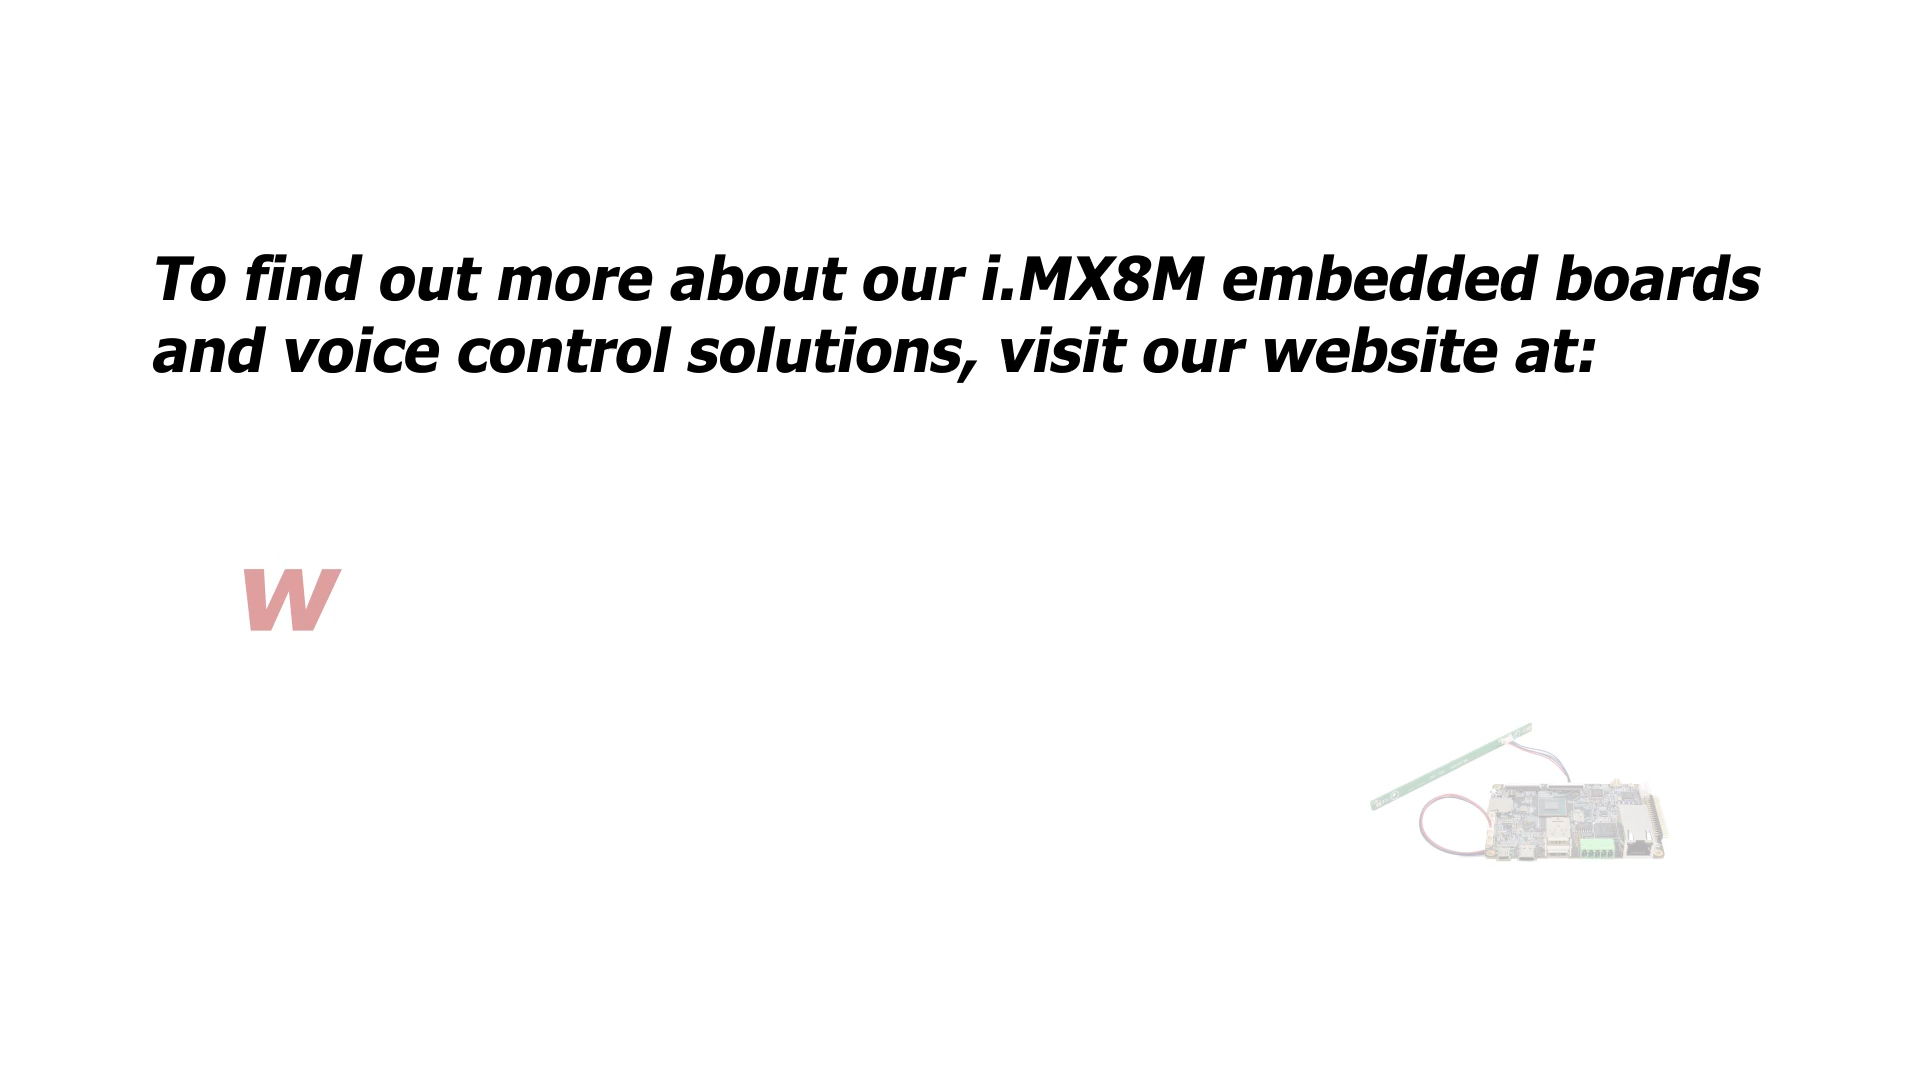 To find out more about our i.MX8M embedded boards
and voice control solutions, visit our website at:
w